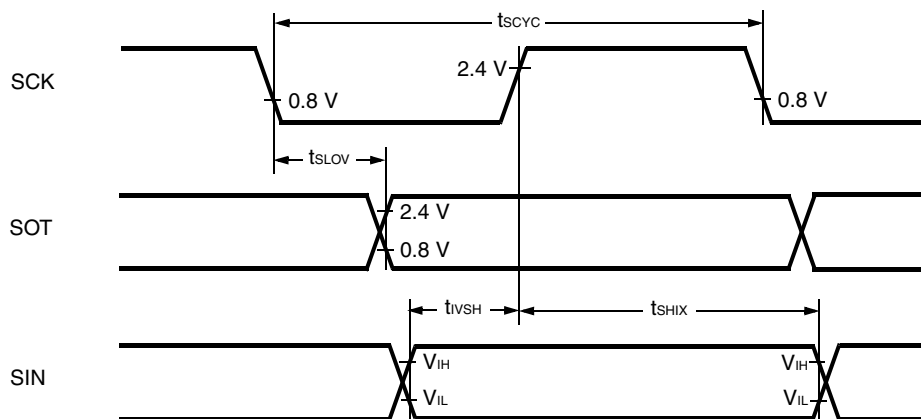 tSCYC
SCK
2.4 V
0.8 V
0.8 V
tSLOV
SOT
2.4 V
0.8 V
tIVSH
tSHIX
SIN
VIH
VIH
VIL
VIL